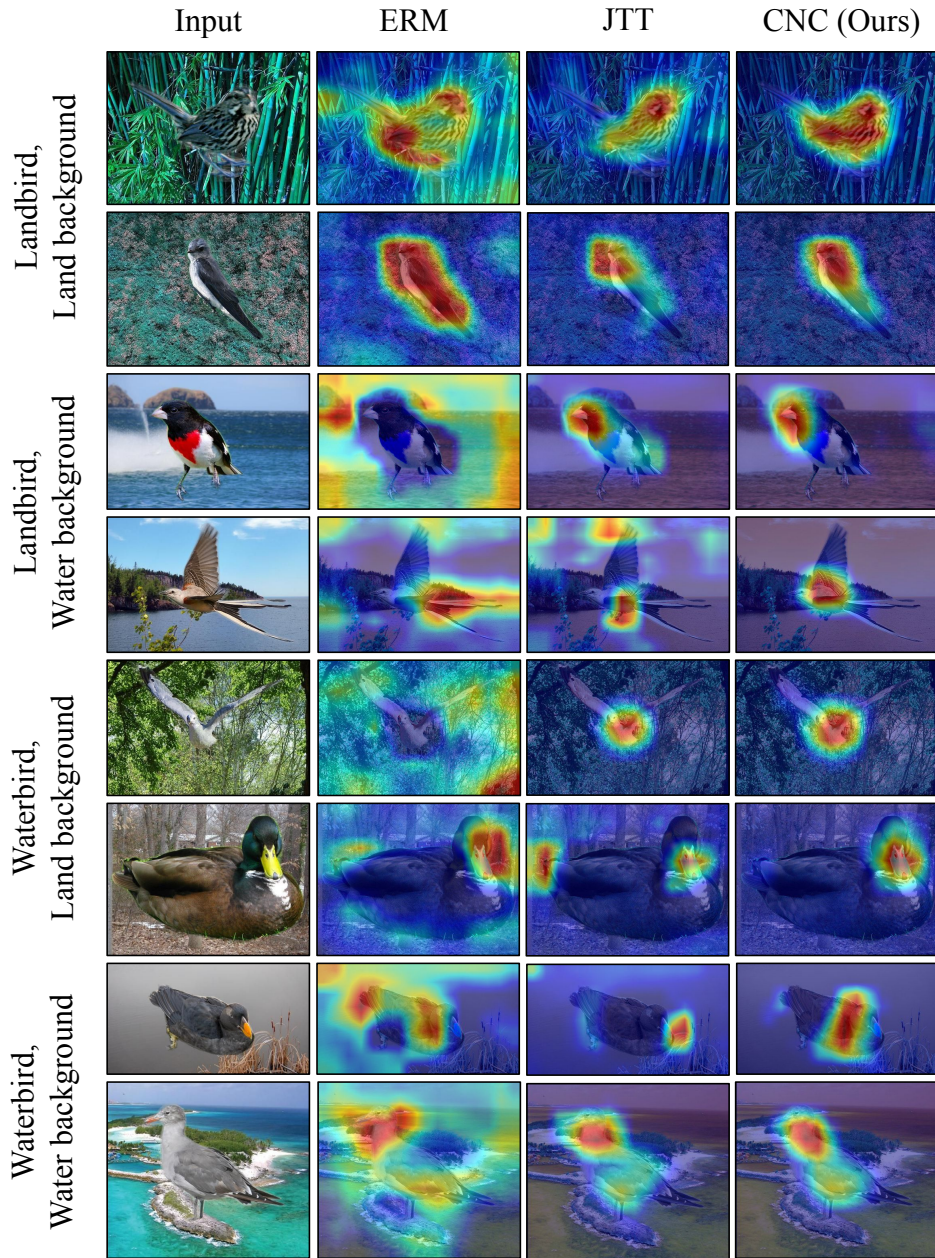 Input
ERM
JTT
CNC (Ours)
Landbird,
Land background
Landbird,
Water background
Waterbird,
Land background
Waterbird,
Water background